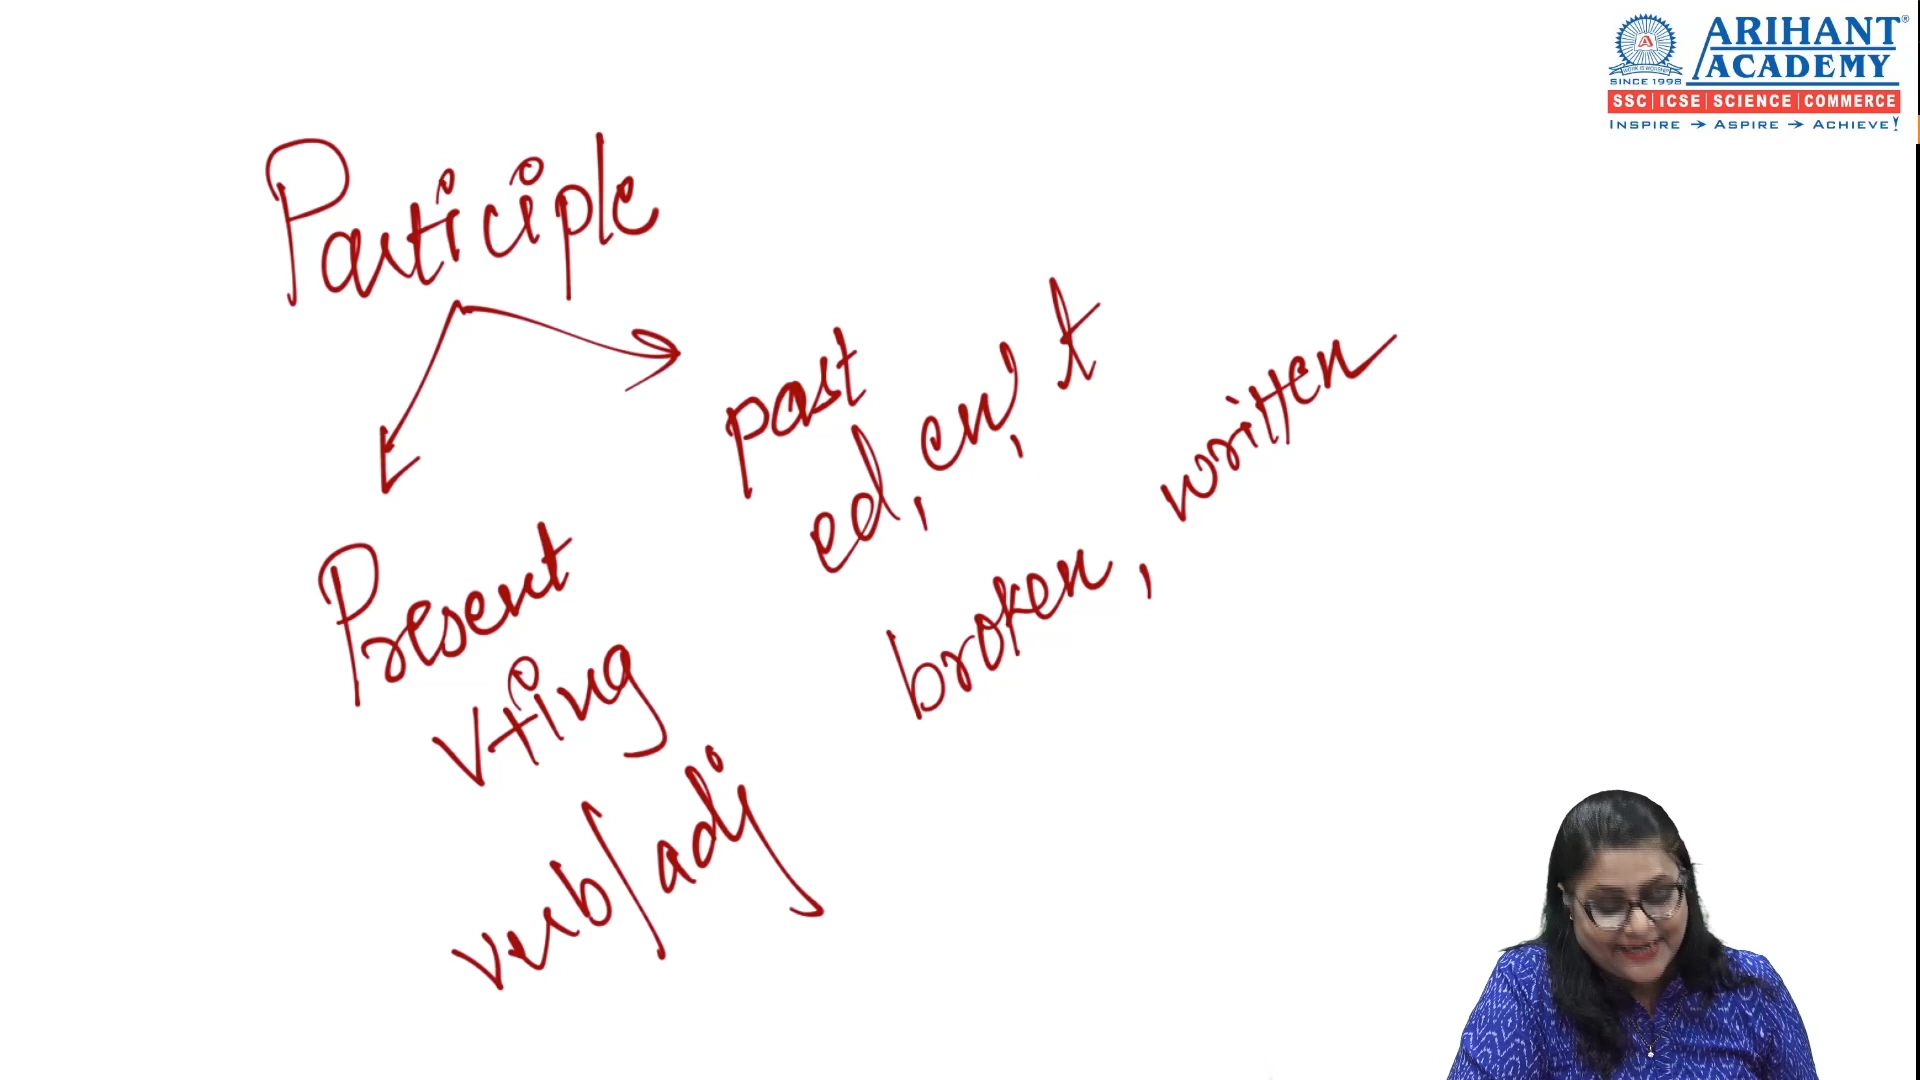 ARIHANT
ACADEMY
SINCE 1998
SSC | ICSE | SCIENCE | COMMERCE
INSPIRE → ASPIRE → ACHIEVE!
Participle
past
ed, en, t
broken, written
Present
V+ing
verb/adj